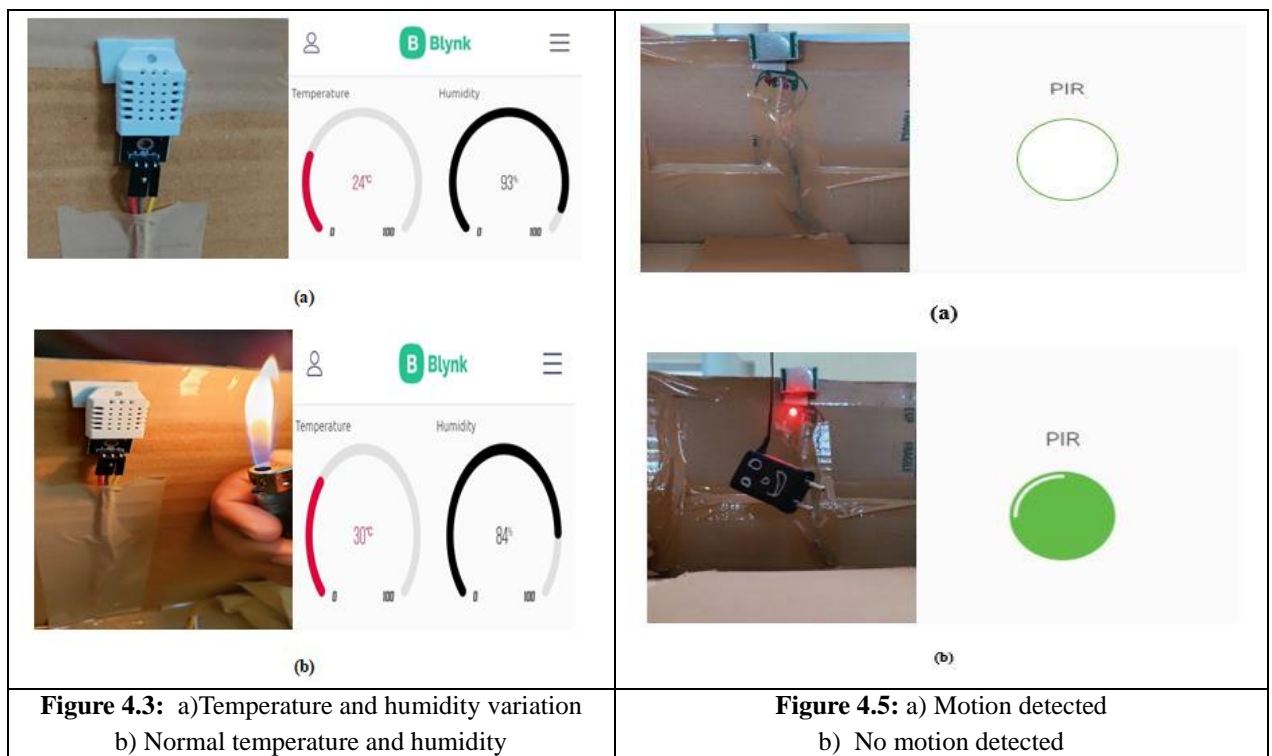 B Blynk
Temperature Humidity
24℃ 93%
0 100 0 100
(a)
B Blynk
Temperature Humidity
30℃ 84%
0 100 0 100
(b)
Figure 4.3: a)Temperature and humidity variation
b) Normal temperature and humidity
PIR
(a)
PIR
(b)
Figure 4.5: a) Motion detected
b) No motion detected